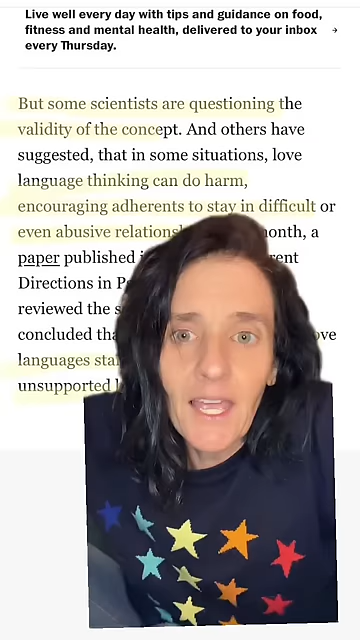 Live well every day with tips and guidance on food,
fitness and mental health, delivered to your inbox →
every Thursday.
But some scientists are questioning the
validity of the concept. And others have
suggested, that in some situations, love
language thinking can do harm,
encouraging adherents to stay in difficult or
even abusive month, a
paper published
Directions in
reviewed the
concluded
languages
unsupported